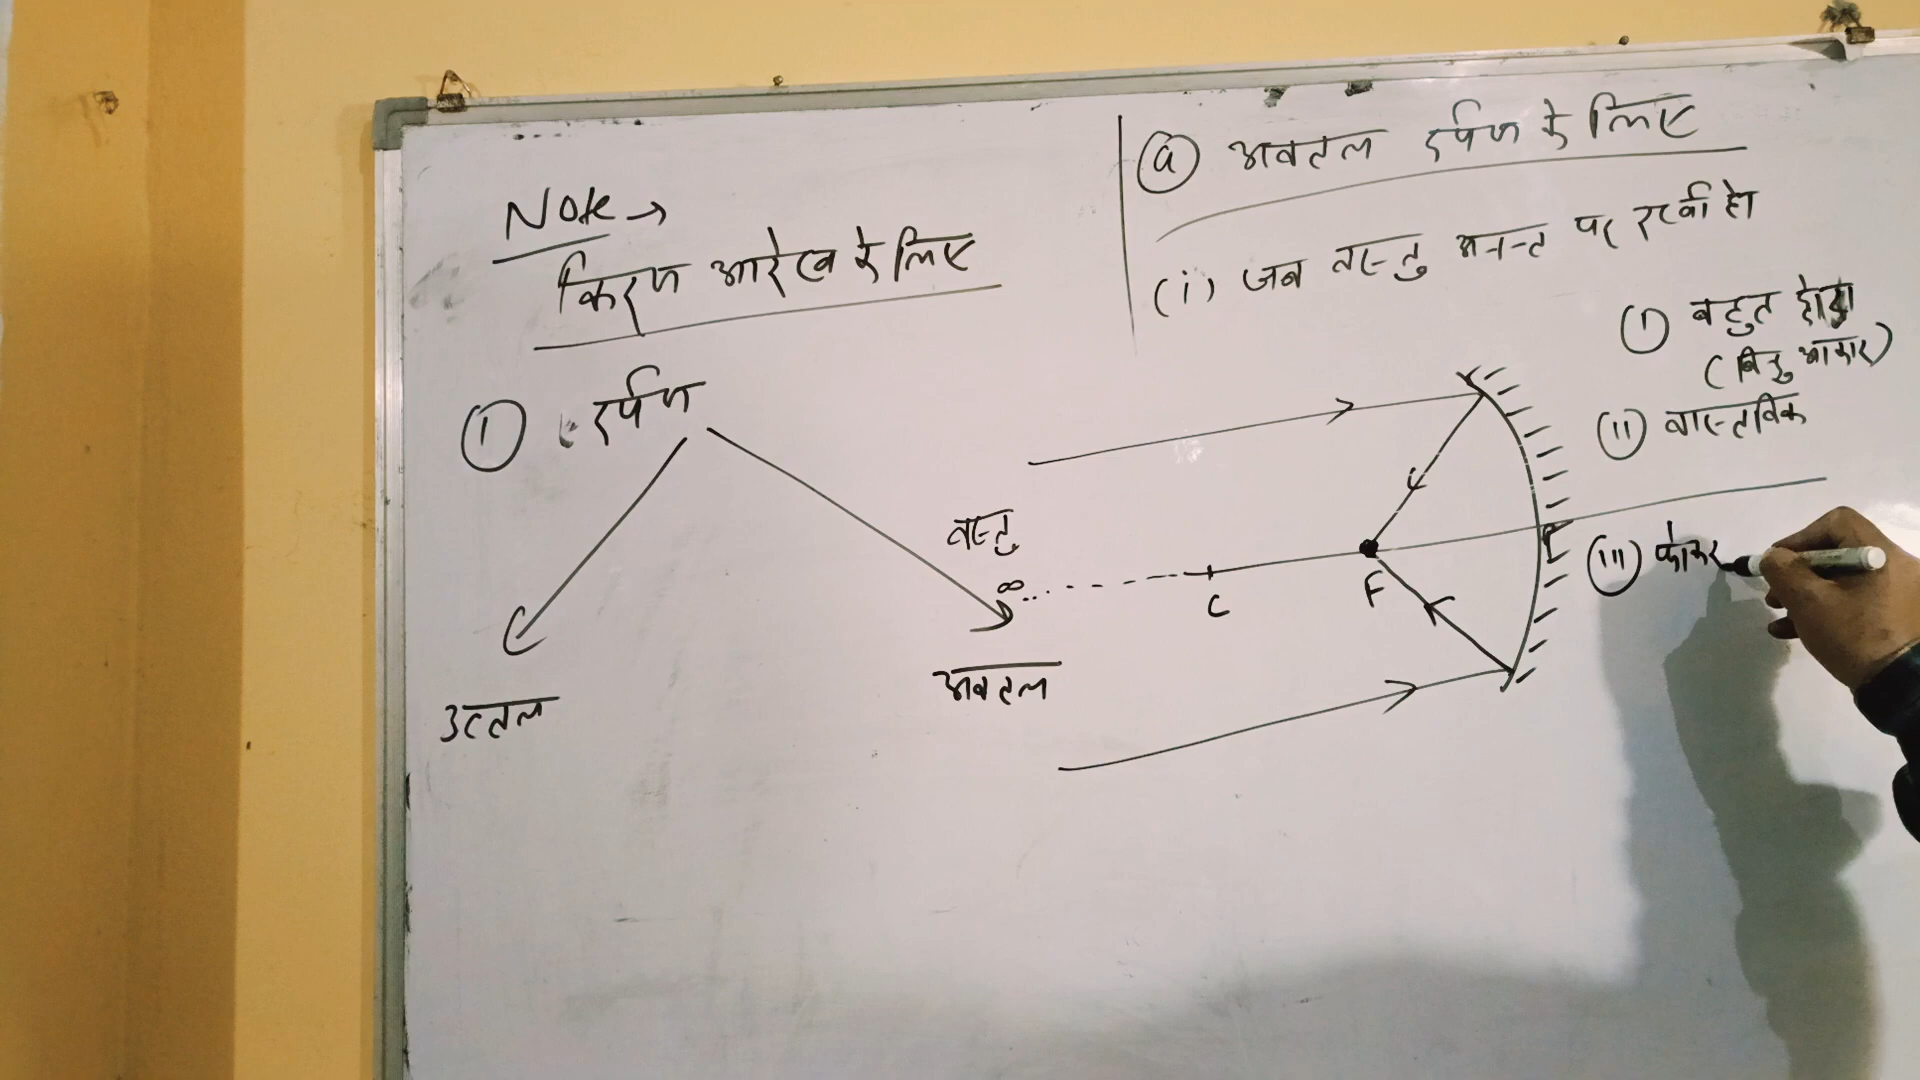 Note →
किरण आरेख के लिए
① दर्पण
उत्तल
अवतल
ⓐ अवतल दर्पण के लिए
(i) जब वस्तु अनन्त पर रखी हो
वस्तु
∞
C
F
P
(I) बहुत छोटा
(बिन्दु आकार)
(II) वास्तविक
(III) फोकस